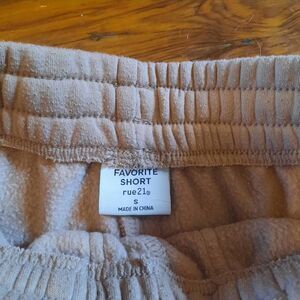 FAVORITE
SHORT
rue21®
S
MADE IN CHINA